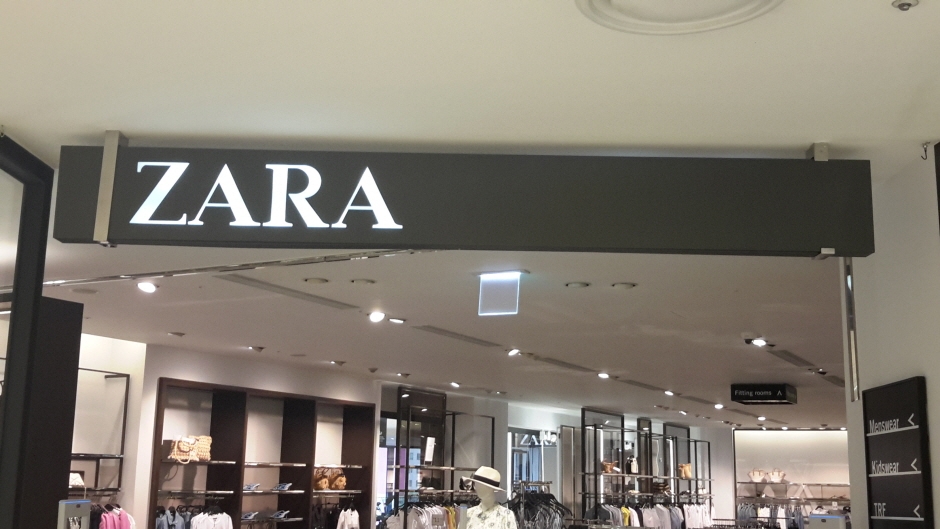 ZARA
Fitting rooms
ZARA
Menswear
Kidswear
TRF